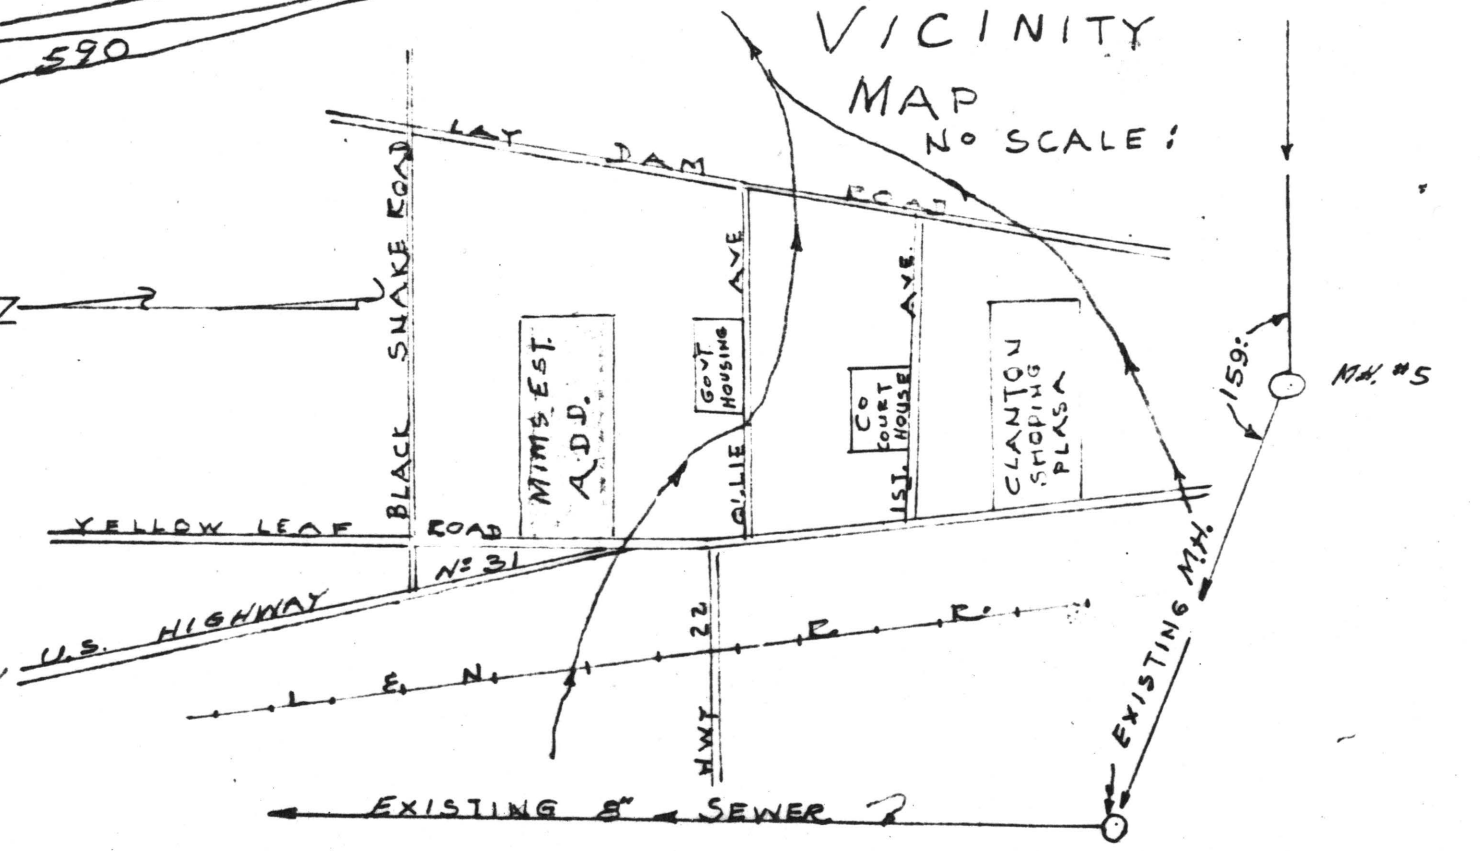 590
VICINITY
MAP
NO SCALE:
LAY DAM ROAD
BLACK SNAKE ROAD
OLLIE AVE
1ST. AVE.
MIMS EST.
ADD.
GOVT
HOUSING
CO
COURT
HOUSE
CLANTON
SHOPING
PLASA
159:
M.H. #5
YELLOW LEAF ROAD
U.S. HIGHWAY No 31
L & N. R. R.
HWY 22
EXISTING M.H.
EXISTING 8" SEWER